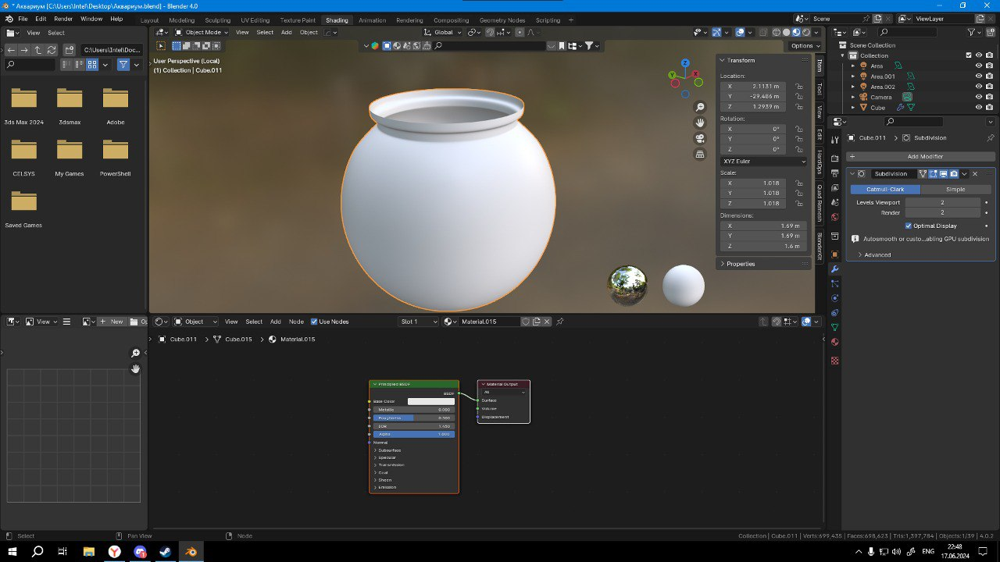 * Аквариум [C:\Users\Intel\Desktop\Аквариум.blend] - Blender 4.0
File Edit Render Window Help Layout Modeling Sculpting UV Editing Texture Paint Shading Animation Rendering Compositing Geometry Nodes Scripting + Scene ViewLayer
View Select Object Mode View Select Add Object Global
C:\Users\Intel\Doc... Options
3ds Max 2024 3dsmax Adobe
CELSYS My Games PowerShell
Saved Games
User Perspective (Local)
(1) Collection | Cube.011
Z
Y
X
Transform
Location:
X 2.1131 m
Y -29.486 m
Z 1.2939 m
Rotation:
X 0°
Y 0°
Z 0°
XYZ Euler
Scale:
X 1.018
Y 1.018
Z 1.018
Dimensions:
X 1.69 m
Y 1.69 m
Z 1.6 m
Properties
Item
Tool
View
Edit
HardOps
Quad Remesh
BlenderKit
Scene Collection
Collection
Area
Area.001
Area.002
Camera
Cube
Cube.011 > Subdivision
+ Add Modifier
Subdivision
Catmull-Clark Simple
Levels Viewport 2
Render 2
Optimal Display
Autosmooth or custo...abling GPU subdivision
Advanced
View + New
Object View Select Add Node Use Nodes Slot 1 Material.015
Cube.011 > Cube.015 > Material.015
Principled BSDF
BSDF
Base Color
Metallic 0.000
Roughness 0.500
IOR 1.450
Alpha 1.000
Normal
Subsurface
Specular
Transmission
Coat
Sheen
Emission
Material Output
All
Surface
Volume
Displacement
Select Pan View Node Collection | Cube.011 | Verts:699,435 | Faces:698,623 | Tris:1,397,784 | Objects:1/39 | 4.0.2
ENG 22:48
17.06.2024